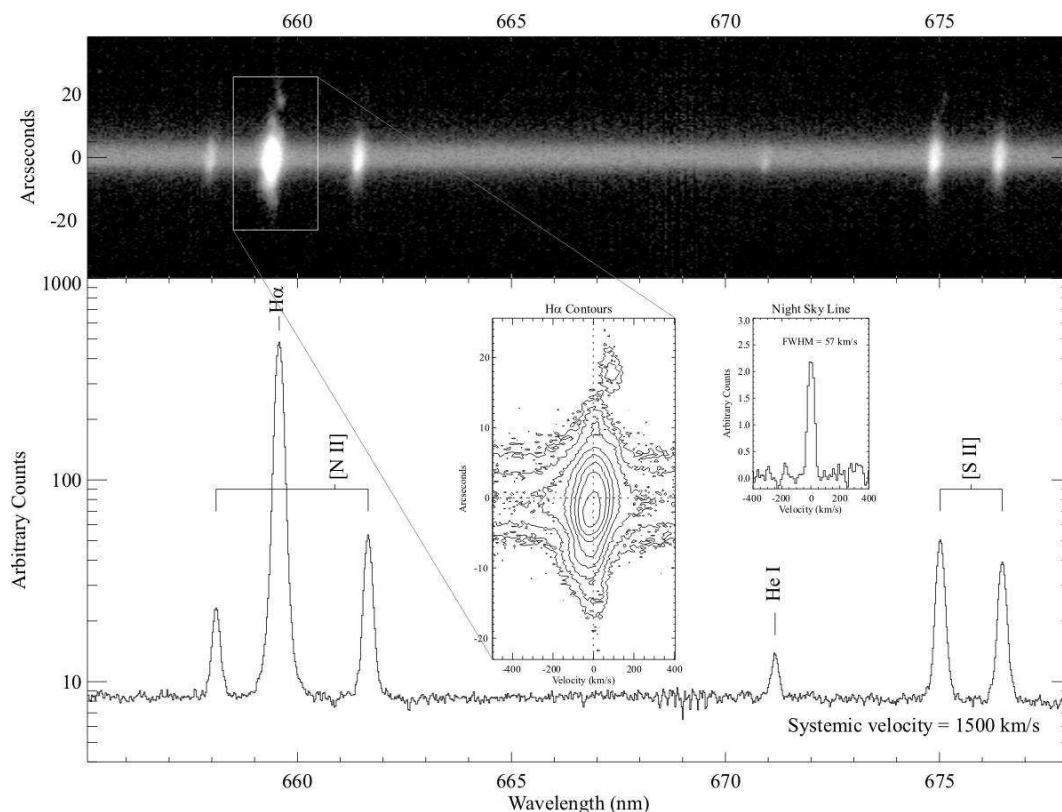 660 665 670 675
Arcseconds
20
0
-20
1000
100
10
Arbitrary Counts
Hα
[N II]
He I
[S II]
Hα Contours
20
10
0
-10
-20
Arcseconds
-400 -200 0 200 400
Velocity (km/s)
Night Sky Line
FWHM = 57 km/s
3.0
2.5
2.0
1.5
1.0
0.5
0.0
Arbitrary Counts
-400 -200 0 200 400
Velocity (km/s)
Systemic velocity = 1500 km/s
660 665 670 675
Wavelength (nm)